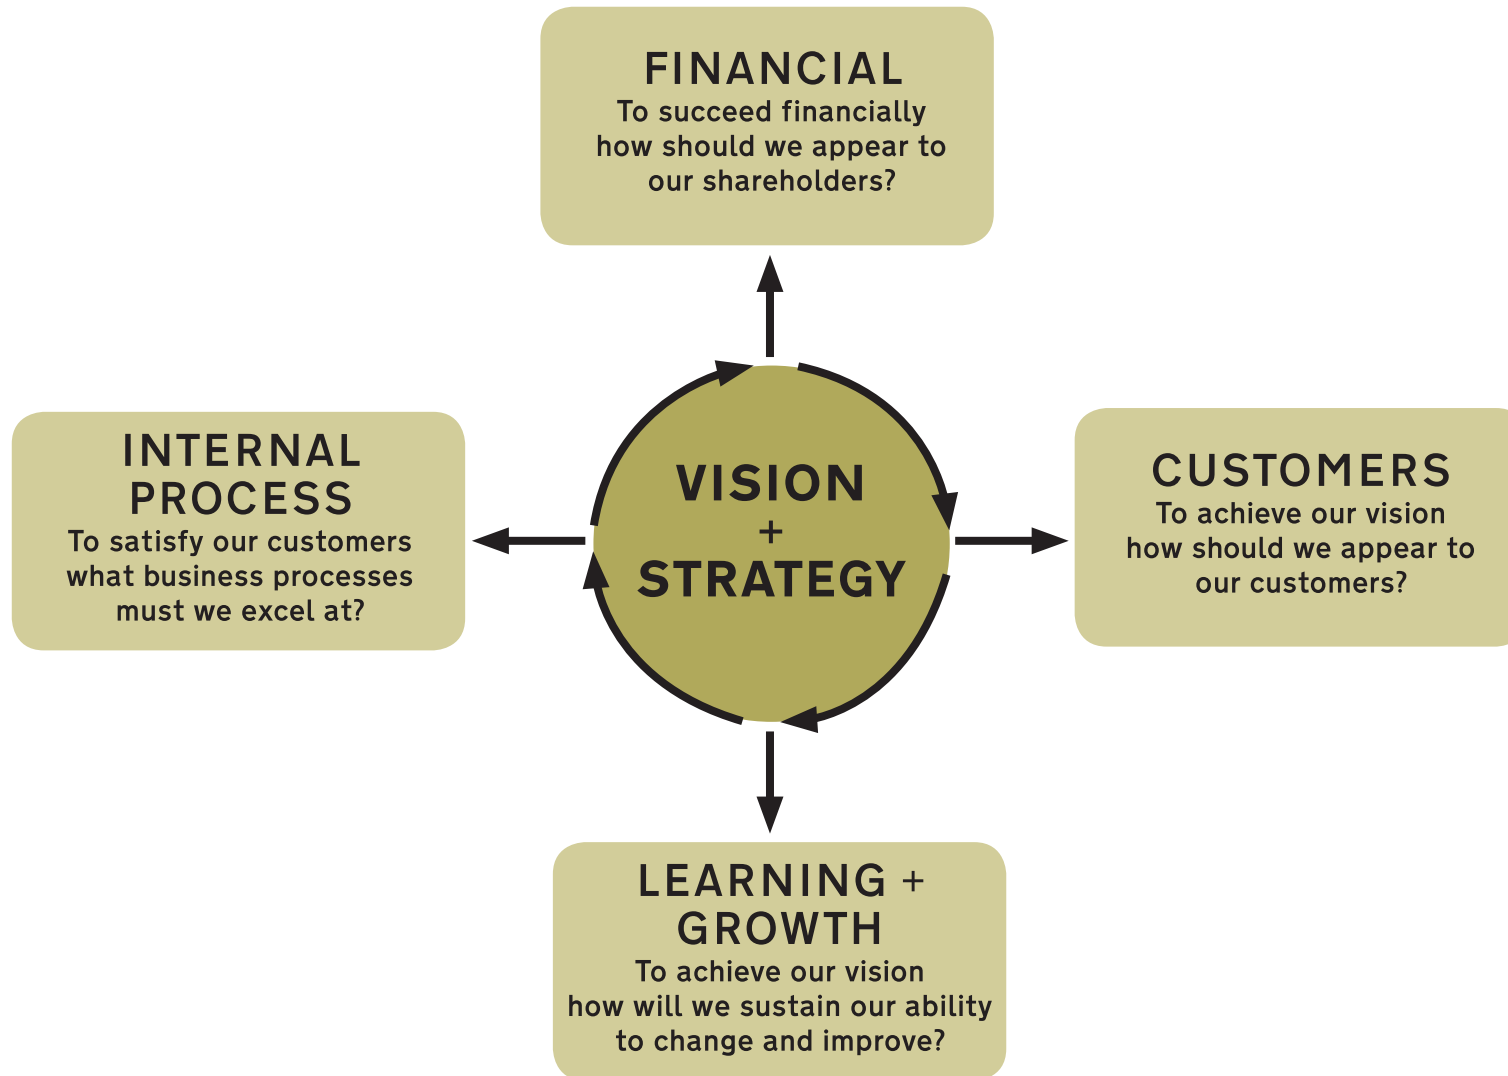 FINANCIAL
To succeed financially
how should we appear to
our shareholders?
INTERNAL
PROCESS
To satisfy our customers
what business processes
must we excel at?
VISION
+
STRATEGY
CUSTOMERS
To achieve our vision
how should we appear to
our customers?
LEARNING +
GROWTH
To achieve our vision
how will we sustain our ability
to change and improve?